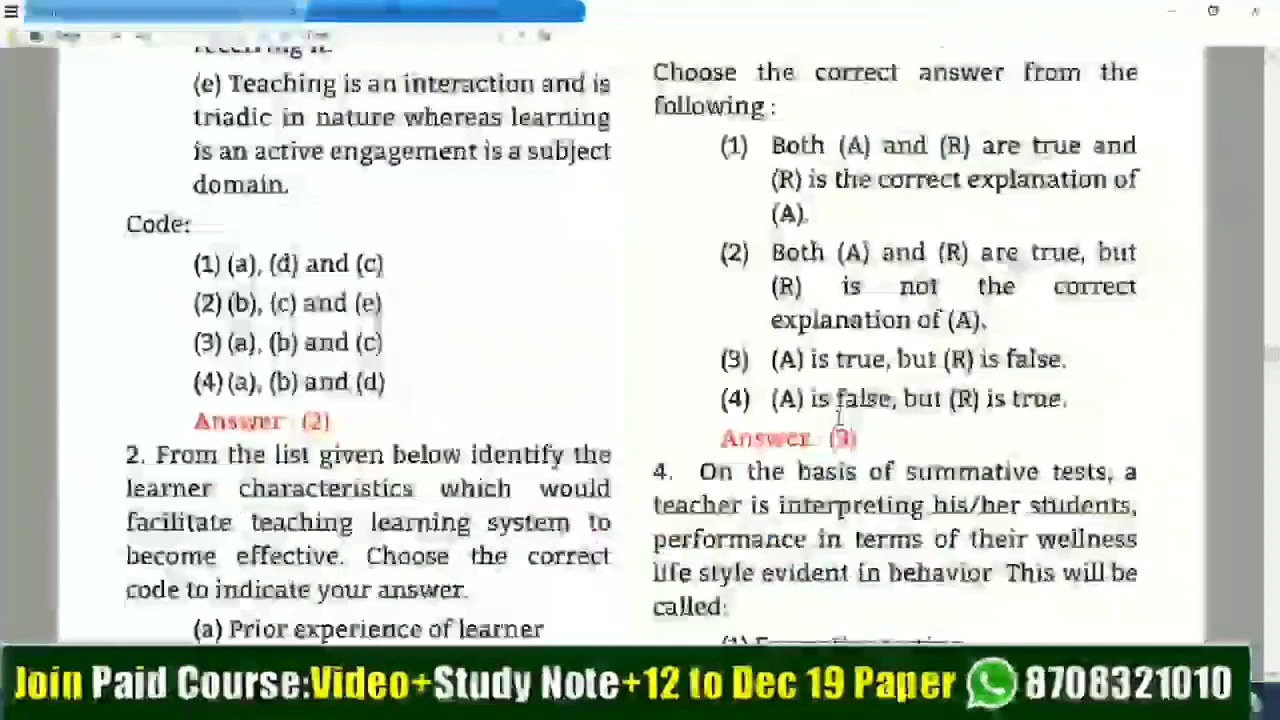 (e) Teaching is an interaction and is
triadic in nature whereas learning
is an active engagement is a subject
domain.
Code:
(1) (a), (d) and (c)
(2) (b), (c) and (e)
(3) (a), (b) and (c)
(4) (a), (b) and (d)
Answer (2)
2. From the list given below identify the
learner characteristics which would
facilitate teaching learning system to
become effective. Choose the correct
code to indicate your answer.
(a) Prior experience of learner
Choose the correct answer from the
following :
(1) Both (A) and (R) are true and
(R) is the correct explanation of
(A).
(2) Both (A) and (R) are true, but
(R) is not the correct
explanation of (A).
(3) (A) is true, but (R) is false.
(4) (A) is false, but (R) is true.
Answer (3)
4. On the basis of summative tests, a
teacher is interpreting his/her students,
performance in terms of their wellness
life style evident in behavior This will be
called:
Join Paid Course:Video+Study Note+12 to Dec 19 Paper 8708321010